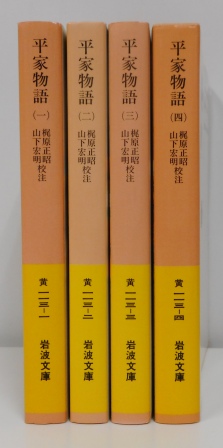 平家物語(一)
梶原正昭
山下宏明校注
黄一一三-一
岩波文庫
平家物語(二)
梶原正昭
山下宏明校注
黄一一三-二
岩波文庫
平家物語(三)
梶原正昭
山下宏明校注
黄一一三-三
岩波文庫
平家物語(四)
梶原正昭
山下宏明校注
黄一一三-四
岩波文庫